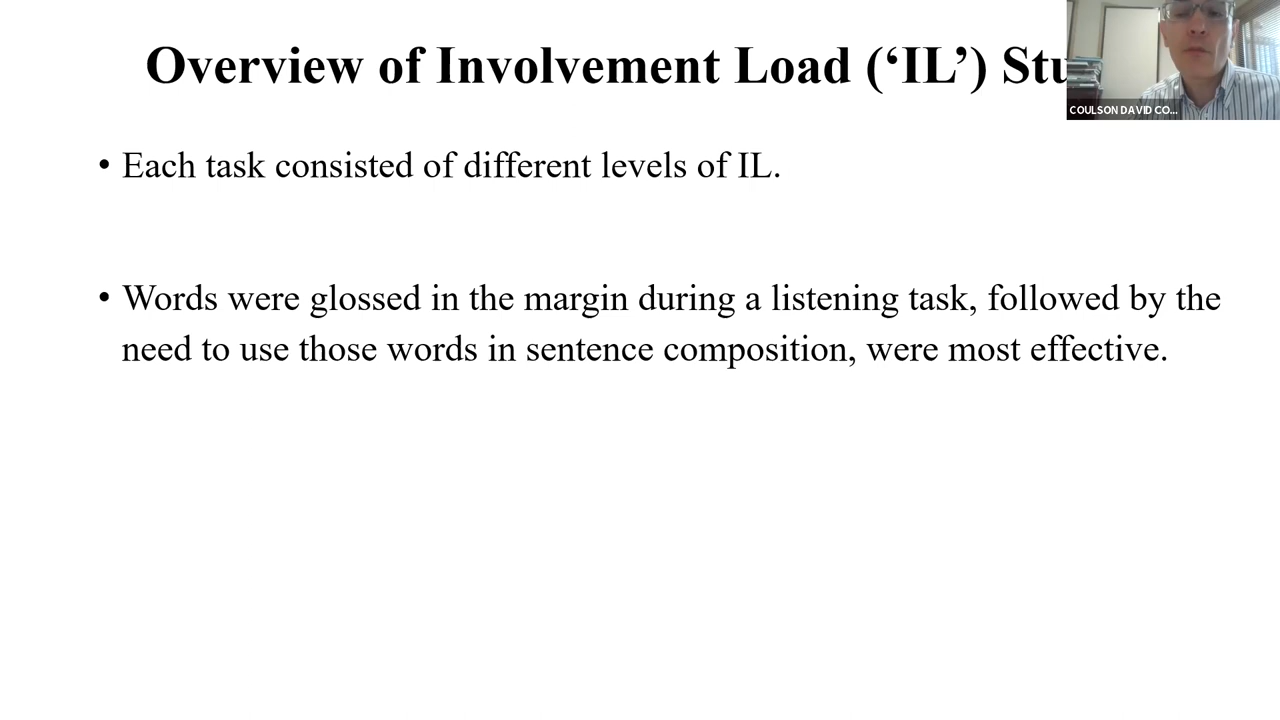 Overview of Involvement Load (‘IL’) Stu
COULSON DAVID CO...
• Each task consisted of different levels of IL.
• Words were glossed in the margin during a listening task, followed by the
need to use those words in sentence composition, were most effective.